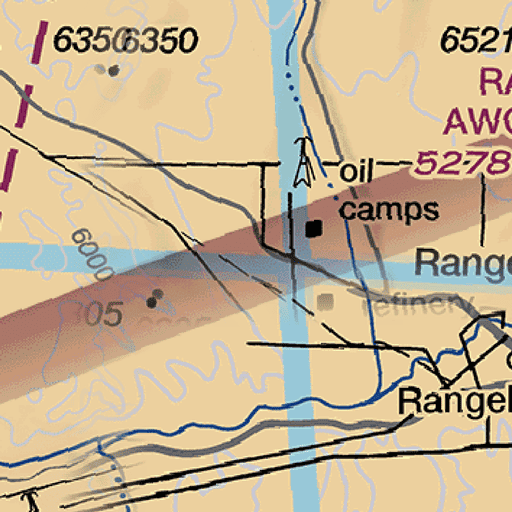 6350 6350
6521
RA
AWO
5278
oil
camps
6000
Range
305
refinery
Rangel